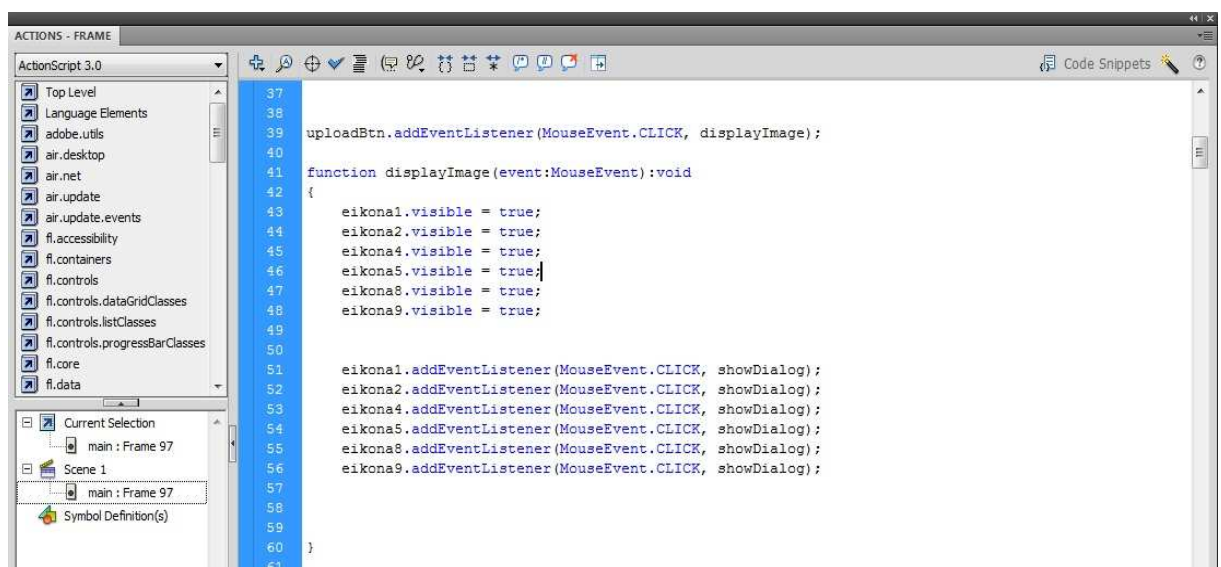 ACTIONS - FRAME
ActionScript 3.0
Code Snippets
Top Level
Language Elements
adobe.utils
air.desktop
air.net
air.update
air.update.events
fl.accessibility
fl.containers
fl.controls
fl.controls.dataGridClasses
fl.controls.listClasses
fl.controls.progressBarClasses
fl.core
fl.data
Current Selection
main : Frame 97
Scene 1
main : Frame 97
Symbol Definition(s)
37
38
39 uploadBtn.addEventListener(MouseEvent.CLICK, displayImage);
40
41 function displayImage(event:MouseEvent):void
42 {
43 eikona1.visible = true;
44 eikona2.visible = true;
45 eikona4.visible = true;
46 eikona5.visible = true;
47 eikona8.visible = true;
48 eikona9.visible = true;
49
50
51 eikona1.addEventListener(MouseEvent.CLICK, showDialog);
52 eikona2.addEventListener(MouseEvent.CLICK, showDialog);
53 eikona4.addEventListener(MouseEvent.CLICK, showDialog);
54 eikona5.addEventListener(MouseEvent.CLICK, showDialog);
55 eikona8.addEventListener(MouseEvent.CLICK, showDialog);
56 eikona9.addEventListener(MouseEvent.CLICK, showDialog);
57
58
59
60 }
61